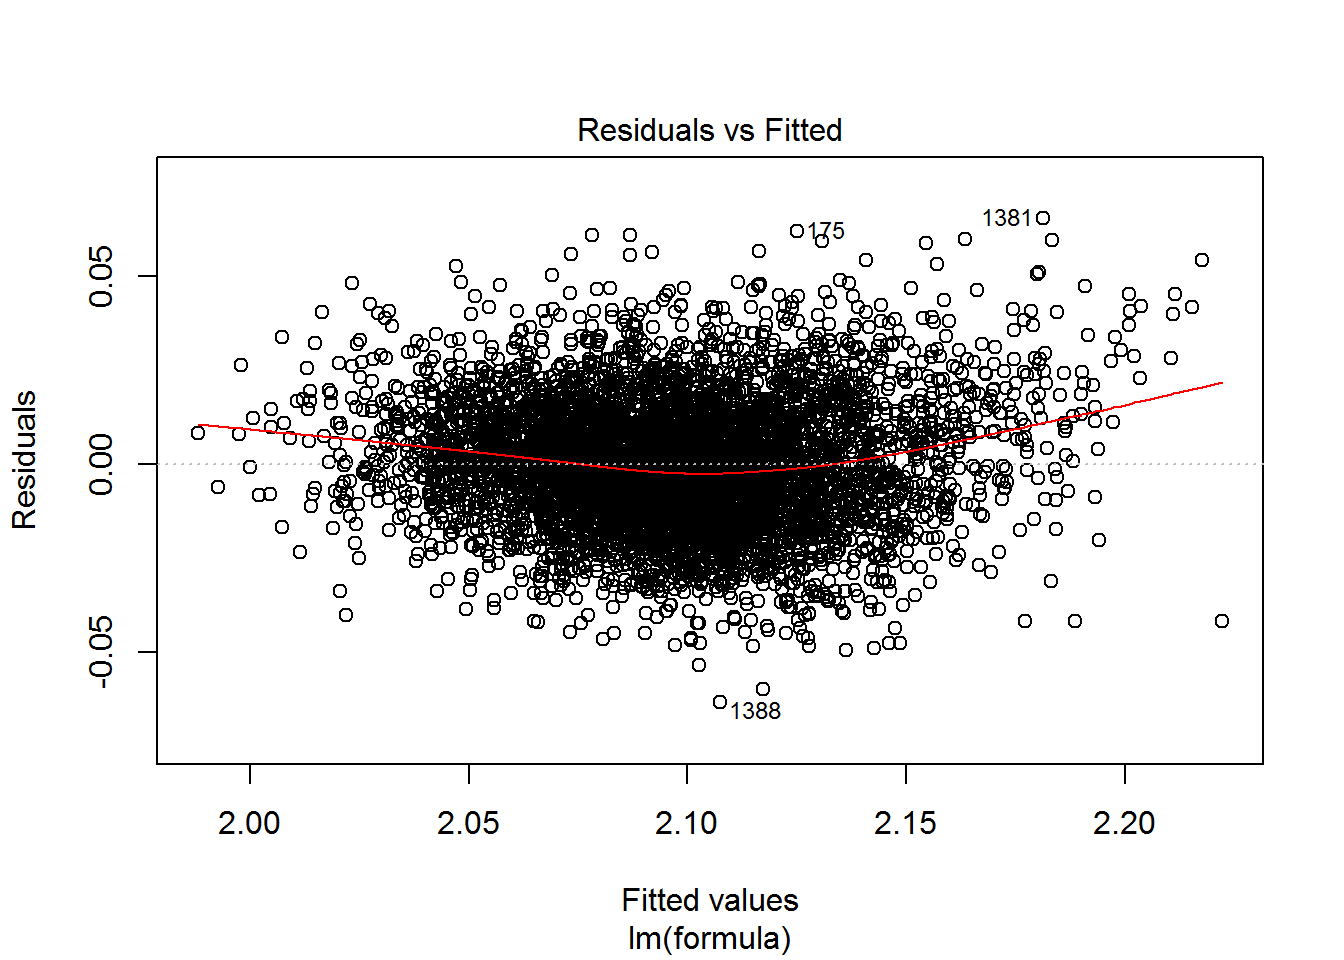 Residuals vs Fitted
1381
175
0.05
0.00
-0.05
Residuals
1388
2.00 2.05 2.10 2.15 2.20
Fitted values
lm(formula)